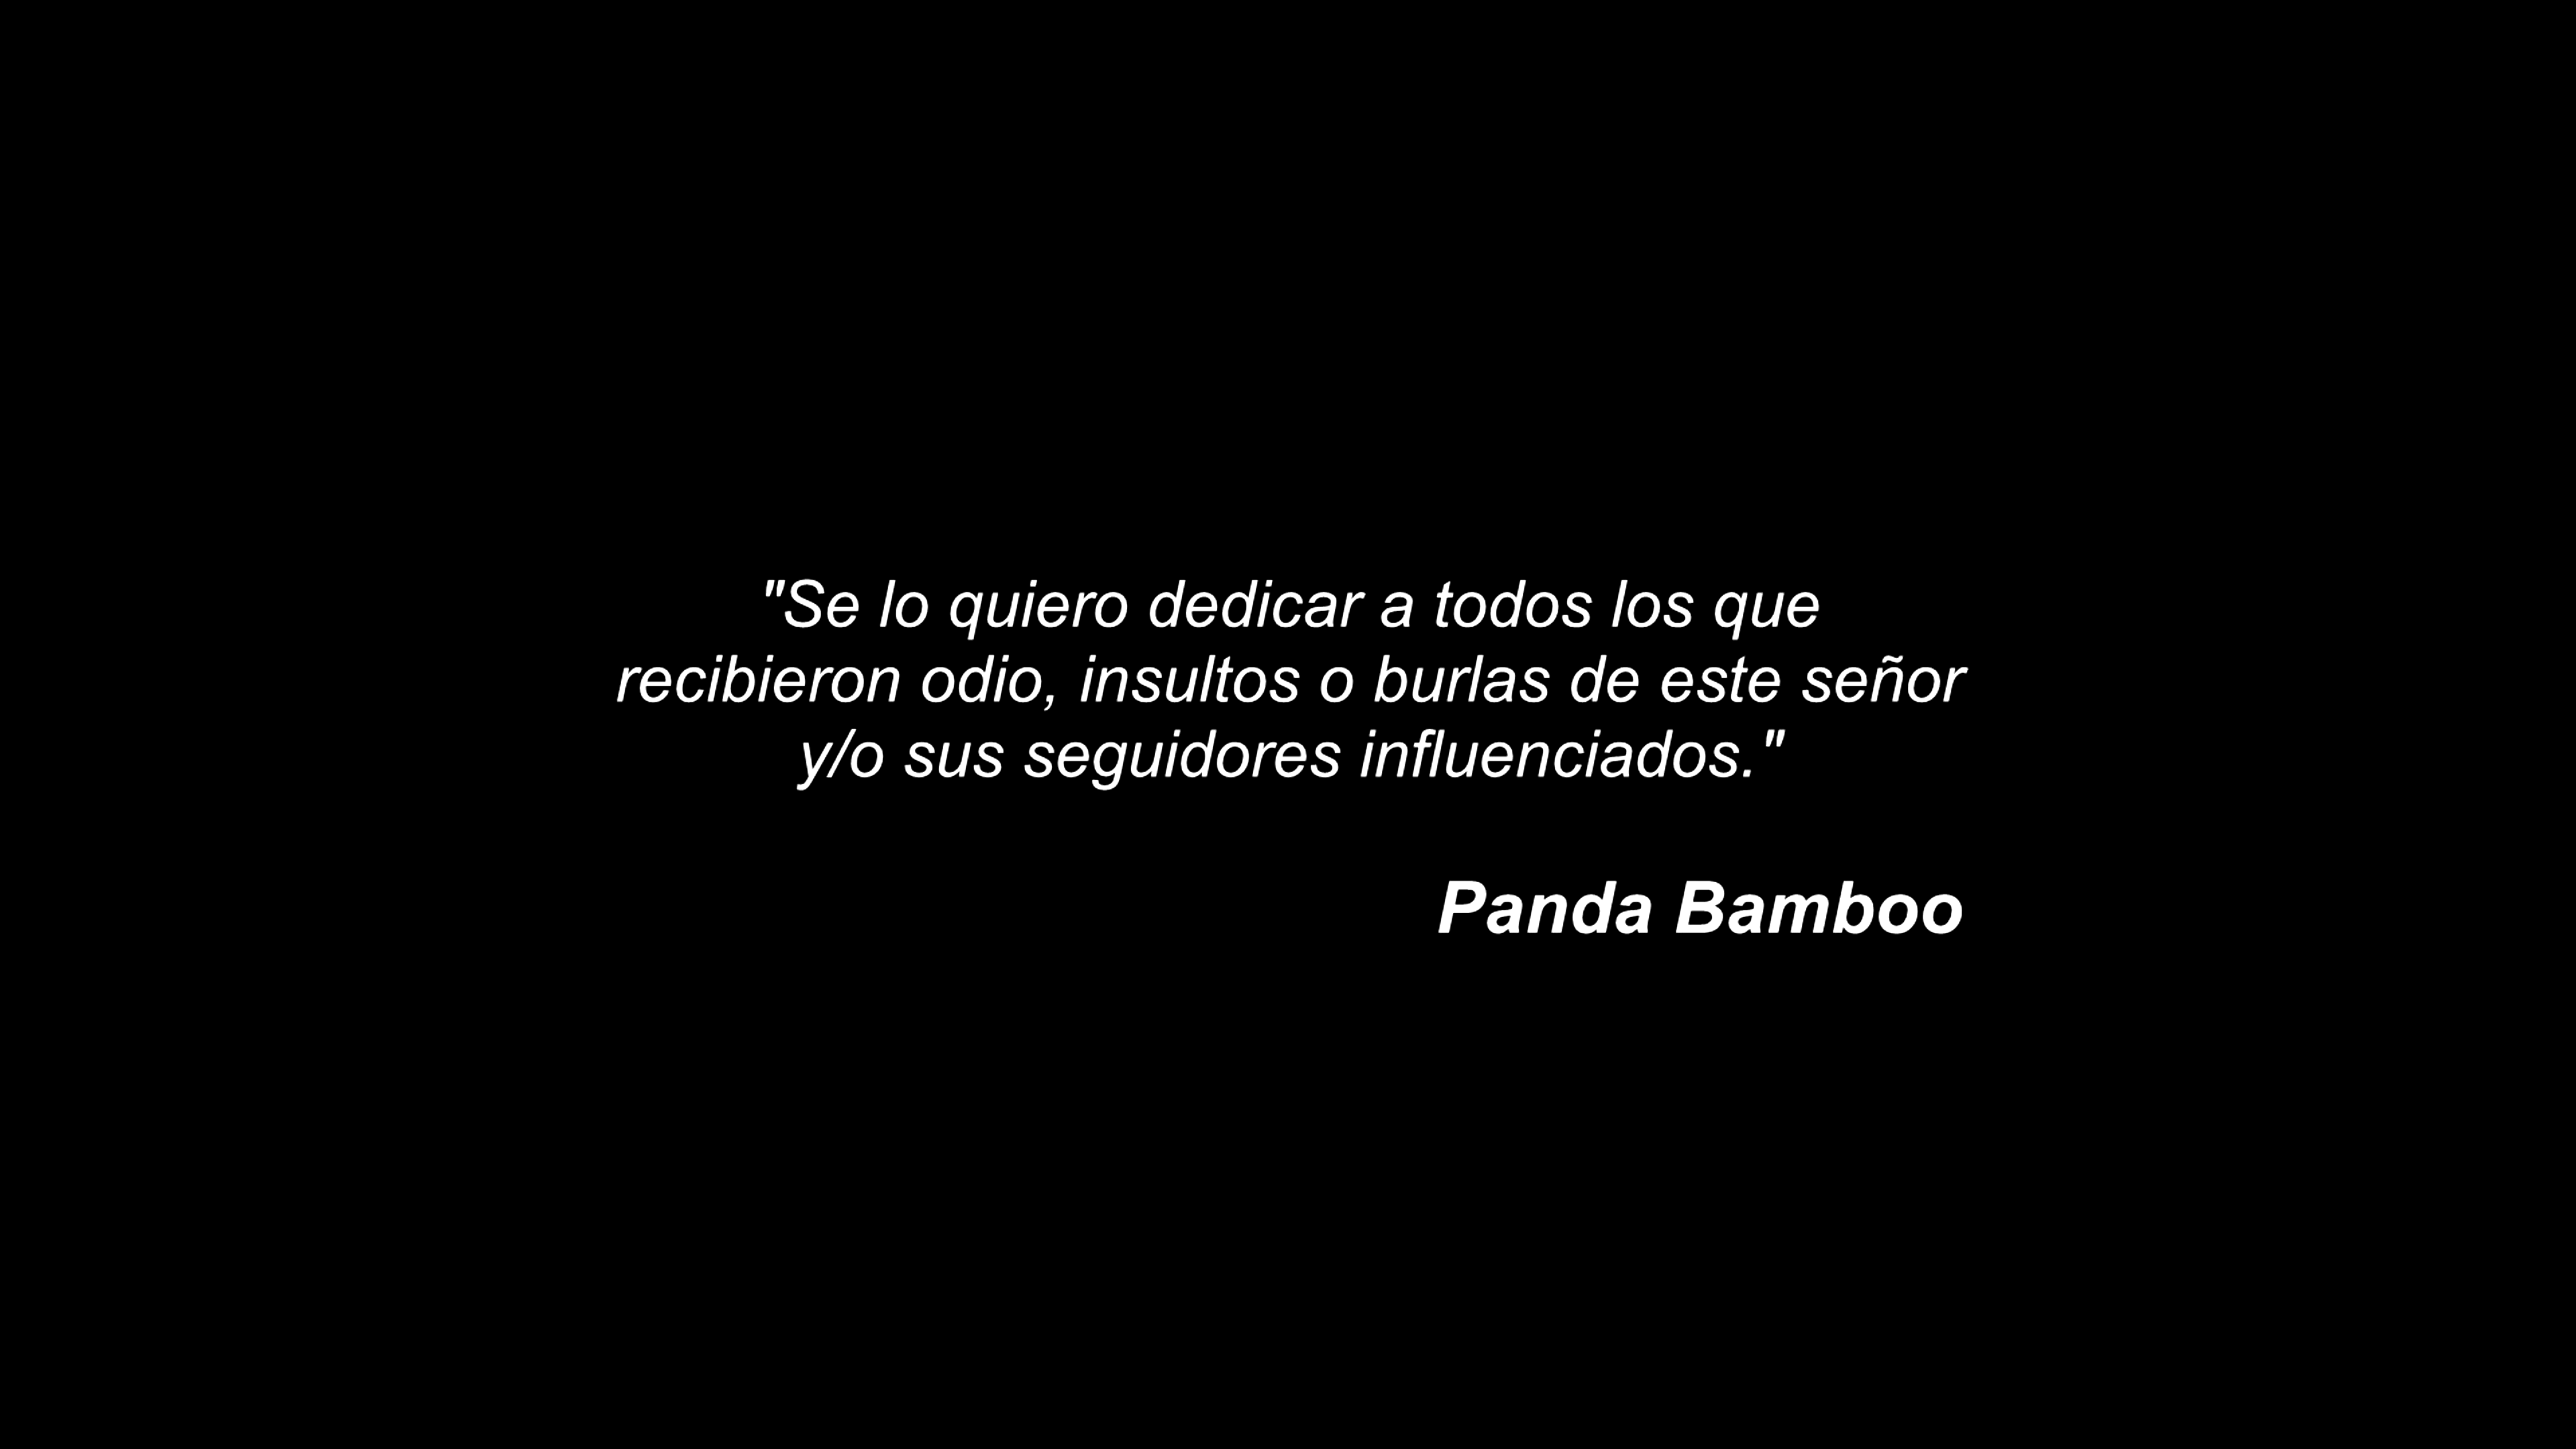 "Se lo quiero dedicar a todos los que
recibieron odio, insultos o burlas de este señor
y/o sus seguidores influenciados."
Panda Bamboo